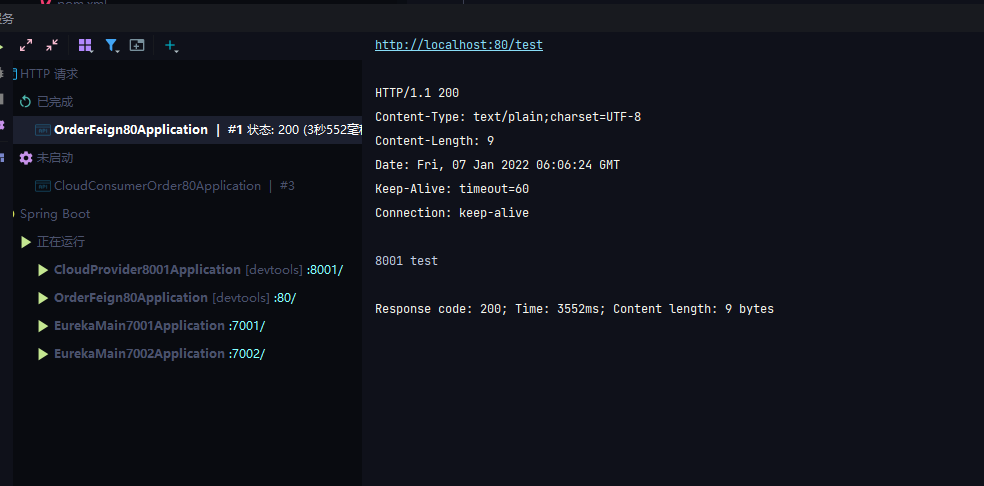 pom.xml
服务
HTTP 请求
已完成
OrderFeign80Application | #1 状态: 200 (3秒552毫秒
未启动
CloudConsumerOrder80Application | #3
Spring Boot
正在运行
CloudProvider8001Application [devtools] :8001/
OrderFeign80Application [devtools] :80/
EurekaMain7001Application :7001/
EurekaMain7002Application :7002/
http://localhost:80/test
HTTP/1.1 200
Content-Type: text/plain;charset=UTF-8
Content-Length: 9
Date: Fri, 07 Jan 2022 06:06:24 GMT
Keep-Alive: timeout=60
Connection: keep-alive
8001 test
Response code: 200; Time: 3552ms; Content length: 9 bytes